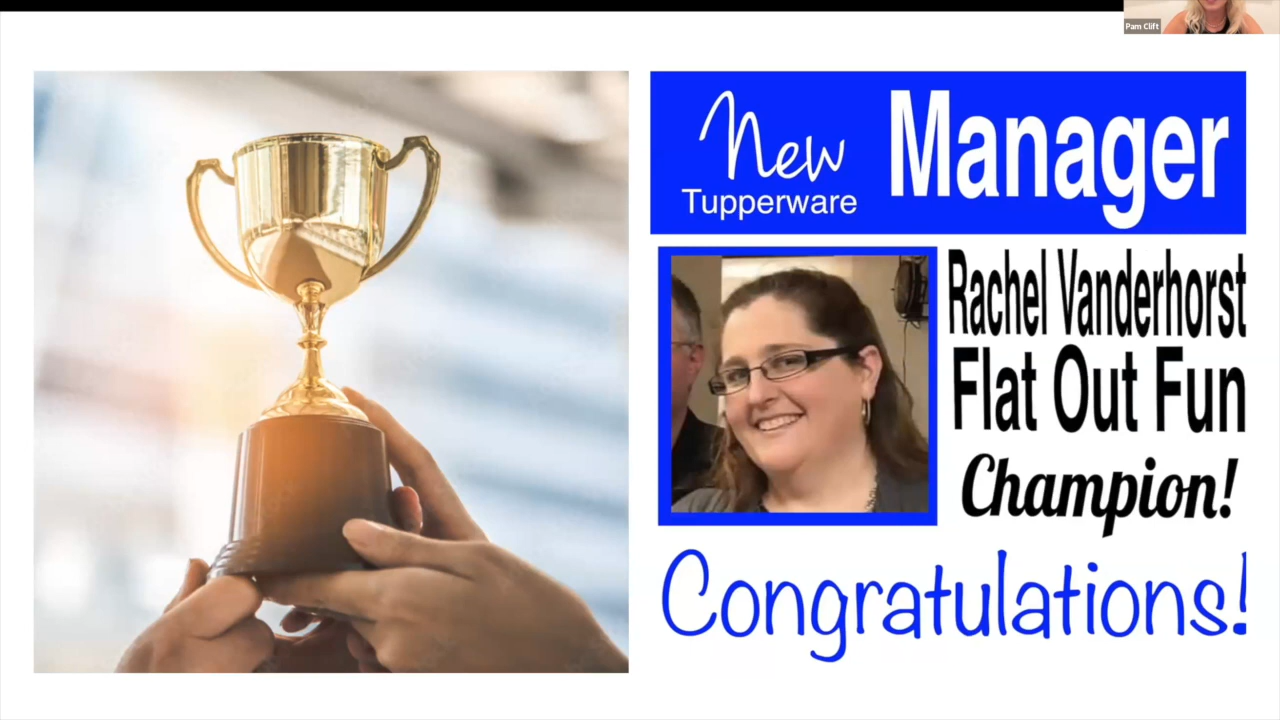 Pam Clift
New
Tupperware
Manager
Rachel Vanderhorst
Flat Out Fun
Champion!
Congratulations!